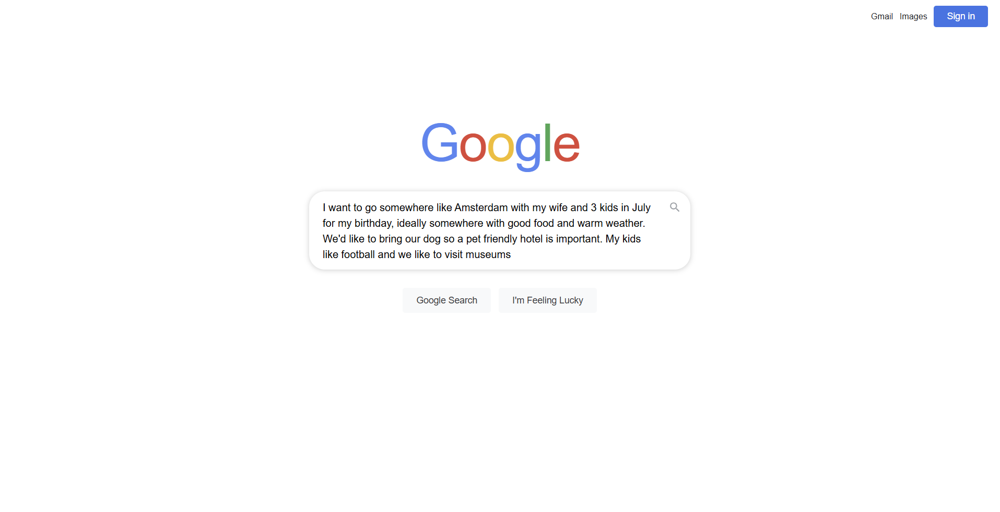 Gmail Images Sign in
Google
I want to go somewhere like Amsterdam with my wife and 3 kids in July
for my birthday, ideally somewhere with good food and warm weather.
We'd like to bring our dog so a pet friendly hotel is important. My kids
like football and we like to visit museums
Google Search I'm Feeling Lucky